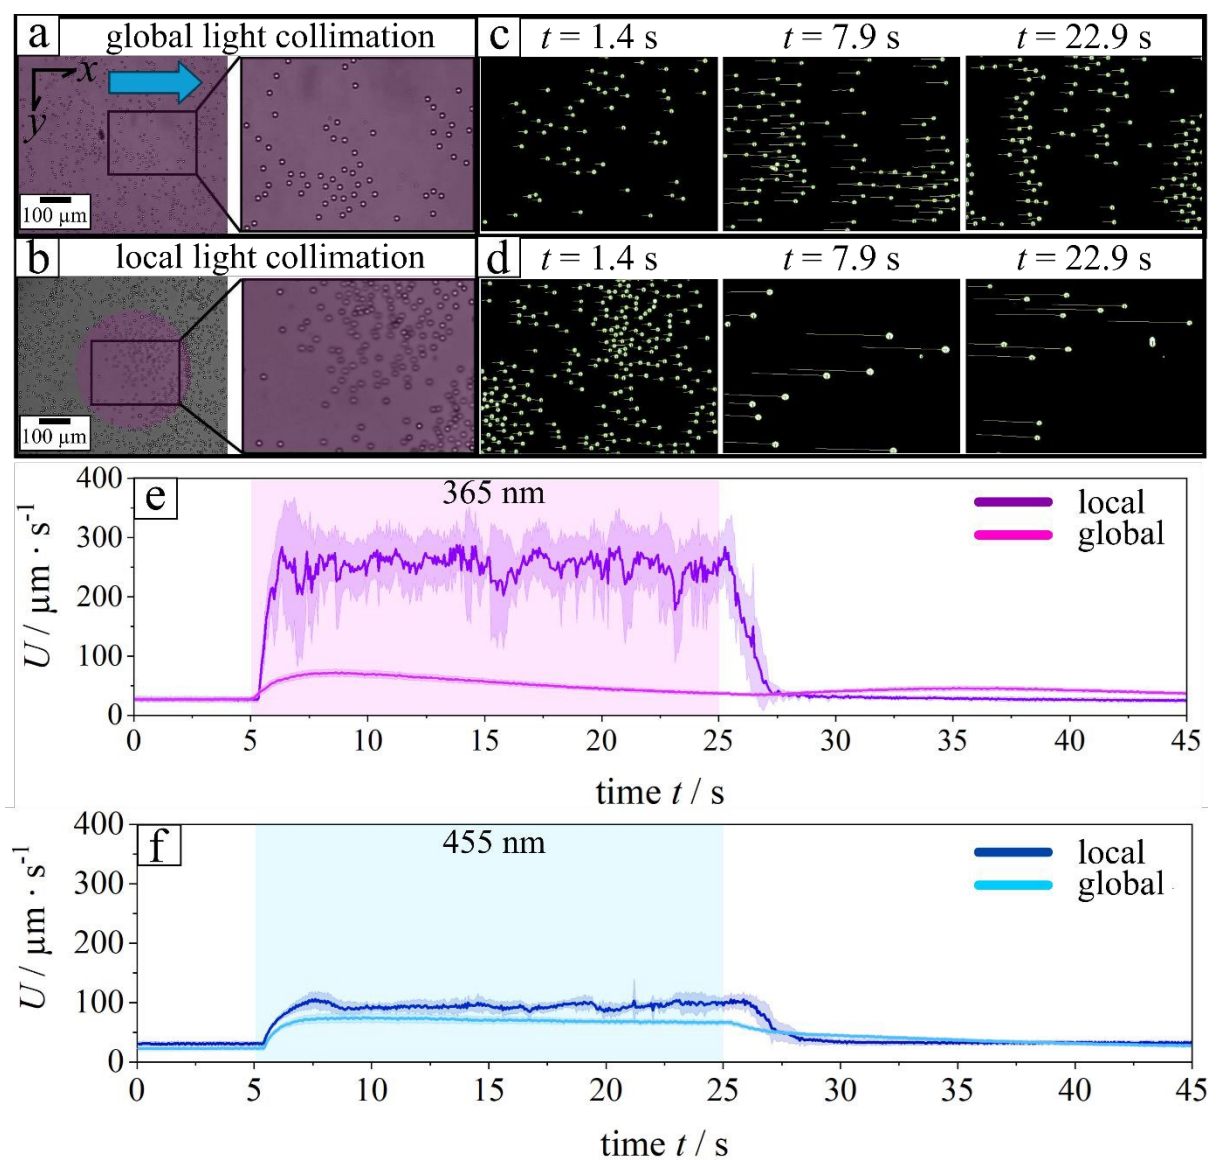 a global light collimation
x
y
100 µm
c t = 1.4 s t = 7.9 s t = 22.9 s
b local light collimation
100 µm
d t = 1.4 s t = 7.9 s t = 22.9 s
e
365 nm
local
global
U / µm · s⁻¹
400
300
200
100
0
0 5 10 15 20 25 30 35 40 45
time t / s
f
455 nm
local
global
U / µm · s⁻¹
400
300
200
100
0
0 5 10 15 20 25 30 35 40 45
time t / s